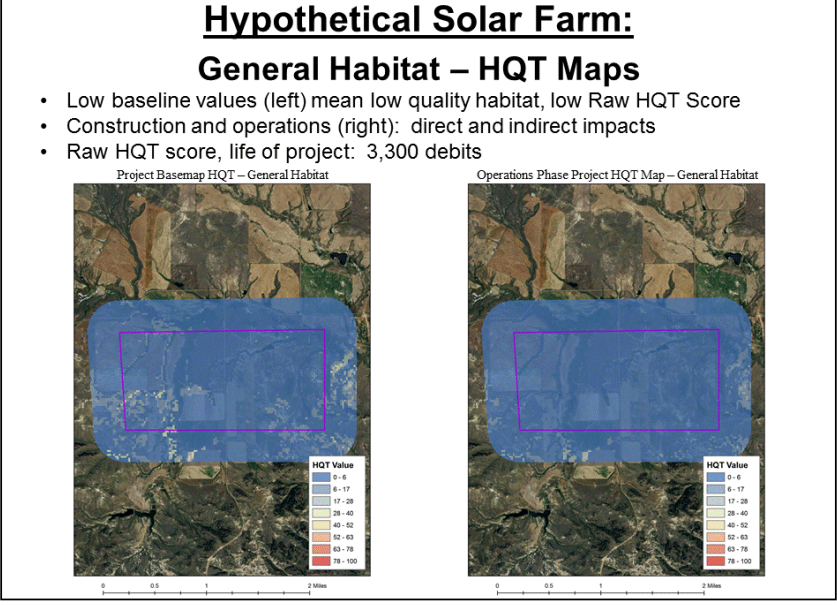 Hypothetical Solar Farm:
General Habitat – HQT Maps
• Low baseline values (left) mean low quality habitat, low Raw HQT Score
• Construction and operations (right): direct and indirect impacts
• Raw HQT score, life of project: 3,300 debits
Project Basemap HQT – General Habitat
HQT Value
0 - 6
6 - 17
17 - 28
28 - 40
40 - 52
52 - 63
63 - 78
78 - 100
0 0.5 1 2 Miles
Operations Phase Project HQT Map – General Habitat
HQT Value
0 - 6
6 - 17
17 - 28
28 - 40
40 - 52
52 - 63
63 - 78
78 - 100
0 0.5 1 2 Miles